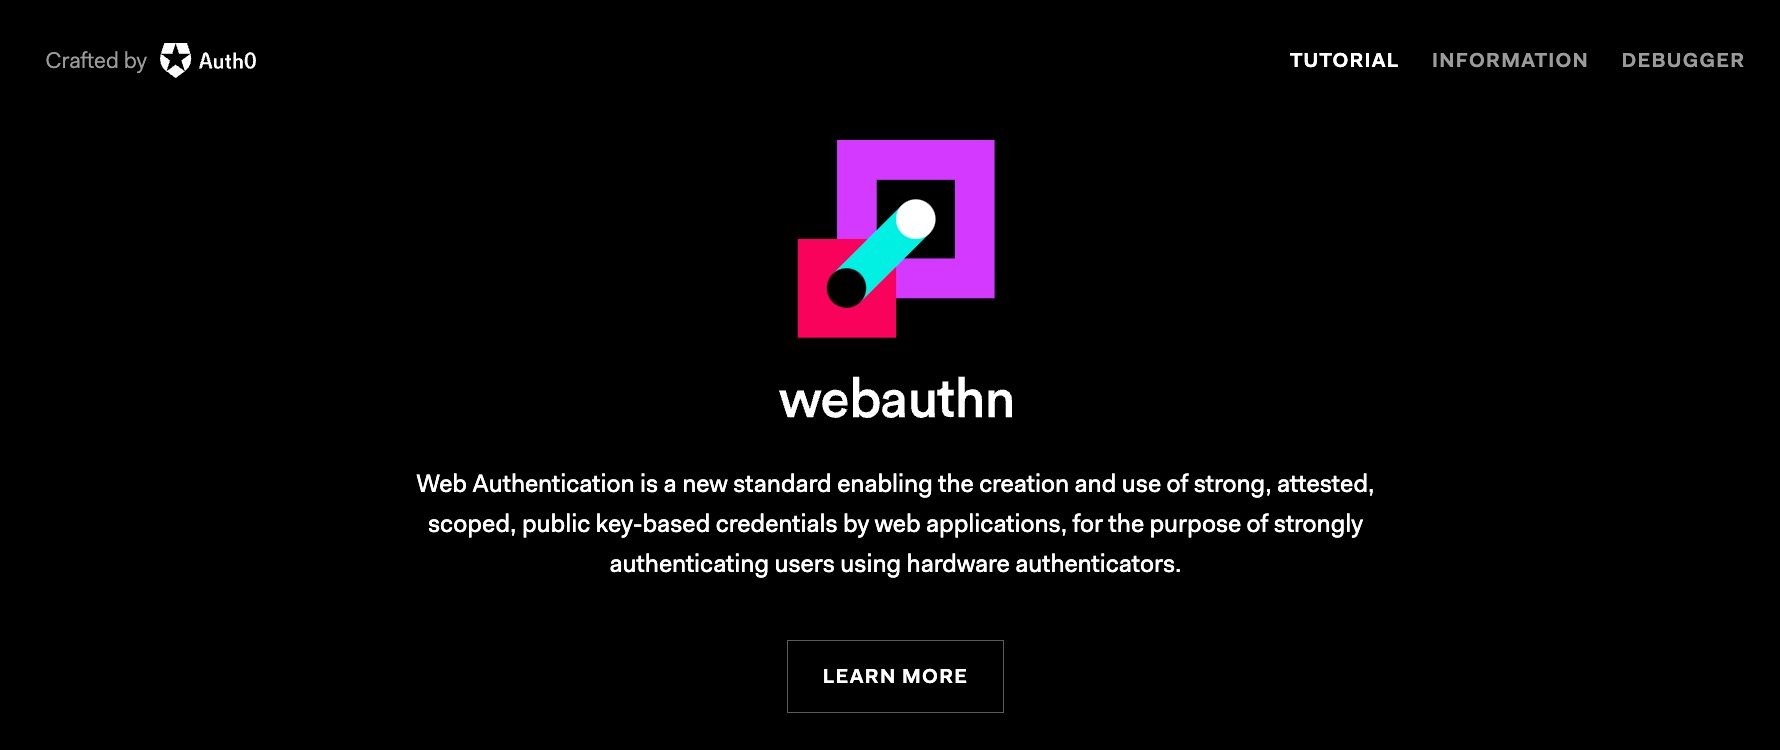 Crafted by Auth0
TUTORIAL INFORMATION DEBUGGER
webauthn
Web Authentication is a new standard enabling the creation and use of strong, attested,
scoped, public key-based credentials by web applications, for the purpose of strongly
authenticating users using hardware authenticators.
LEARN MORE